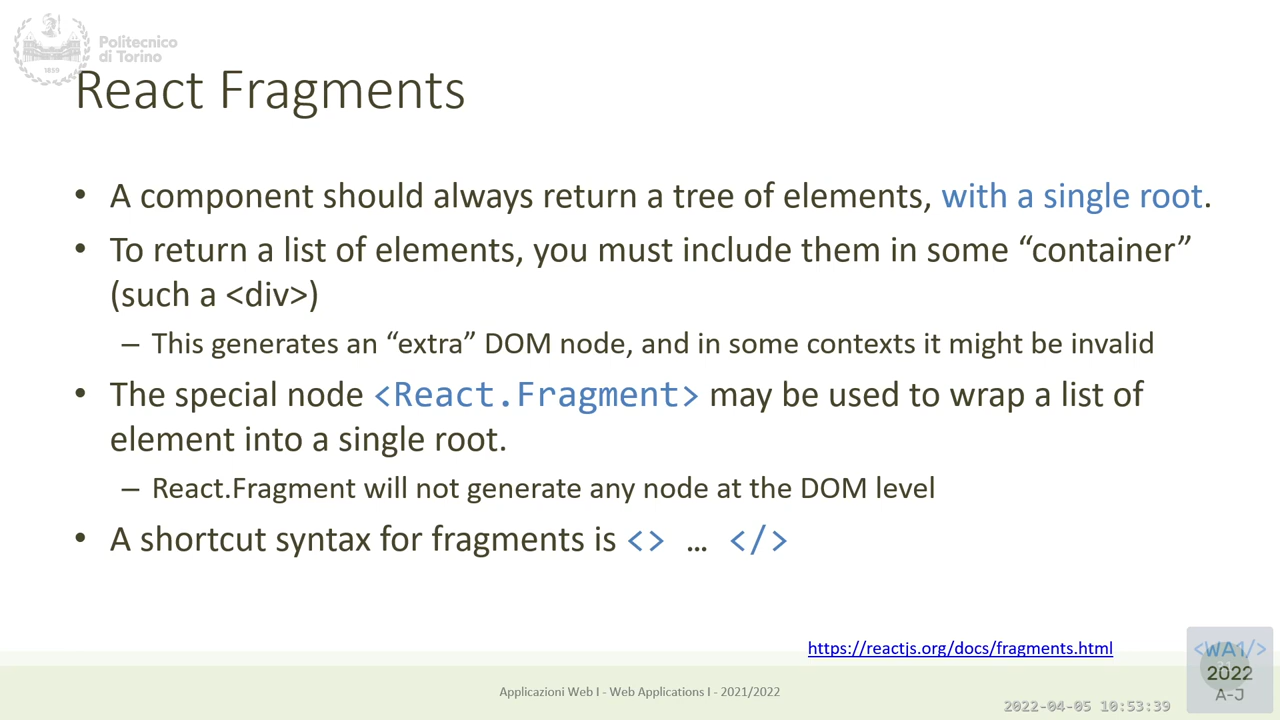 Politecnico
di Torino
1859
React Fragments
• A component should always return a tree of elements, with a single root.
• To return a list of elements, you must include them in some “container”
(such a <div>)
– This generates an “extra” DOM node, and in some contexts it might be invalid
• The special node <React.Fragment> may be used to wrap a list of
element into a single root.
– React.Fragment will not generate any node at the DOM level
• A shortcut syntax for fragments is <> … </>
https://reactjs.org/docs/fragments.html
<WA1/>
2022
A-J
Applicazioni Web I - Web Applications I - 2021/2022
2022-04-05 10:53:39